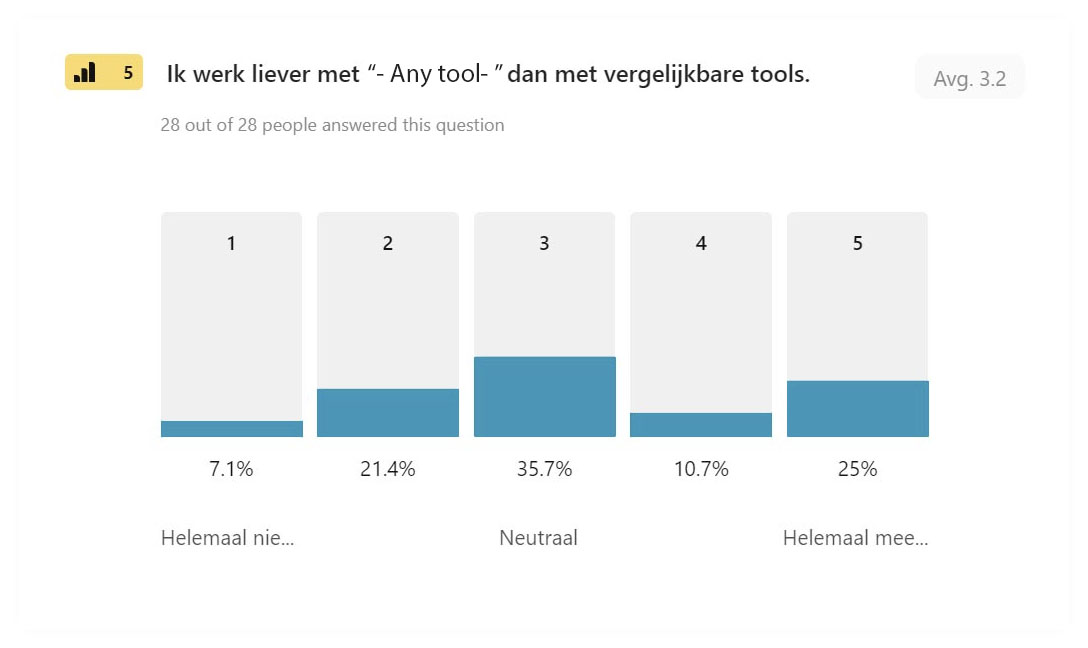 5 Ik werk liever met “- Any tool- ” dan met vergelijkbare tools. Avg. 3.2
28 out of 28 people answered this question
1 2 3 4 5
7.1% 21.4% 35.7% 10.7% 25%
Helemaal nie... Neutraal Helemaal mee...